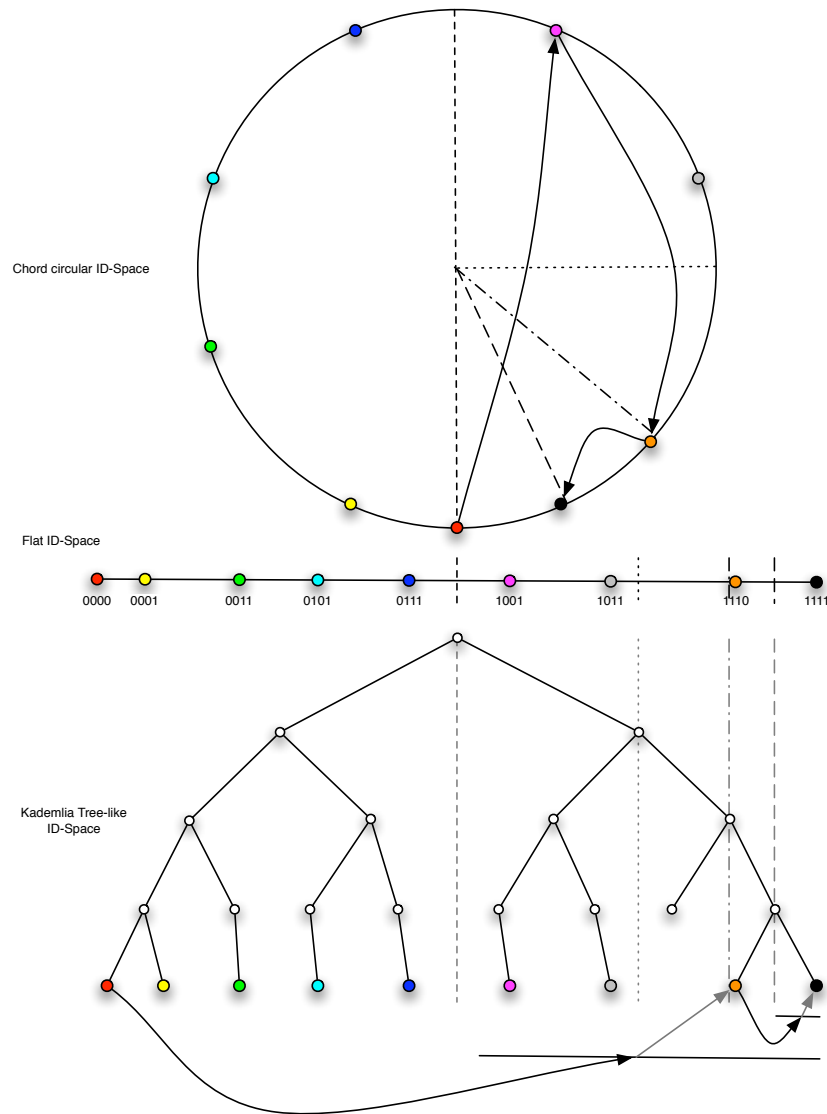 Chord circular ID-Space
Flat ID-Space
0000 0001 0011 0101 0111 1001 1011 1110 1111
Kademlia Tree-like
ID-Space